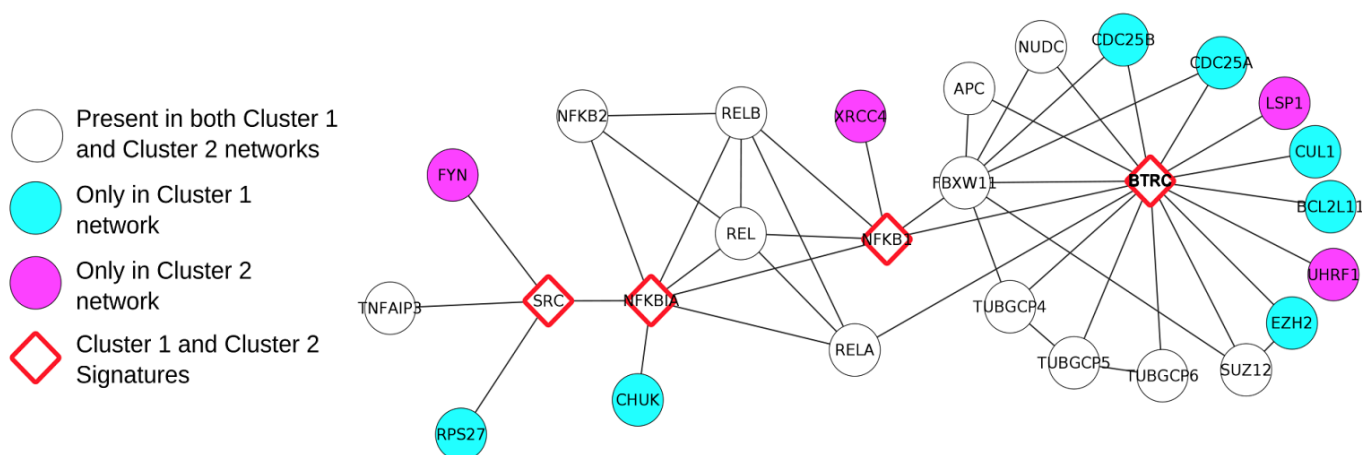 Present in both Cluster 1
and Cluster 2 networks
Only in Cluster 1
network
Only in Cluster 2
network
Cluster 1 and Cluster 2
Signatures
NUDC
CDC25B
CDC25A
APC
LSP1
NFKB2
RELB
XRCC4
CUL1
FYN
FBXW11
BTRC
BCL2L11
REL
NFKB1
UHRF1
TNFAIP3
SRC
NFKBIA
TUBGCP4
EZH2
RELA
TUBGCP5
TUBGCP6
SUZ12
CHUK
RPS27